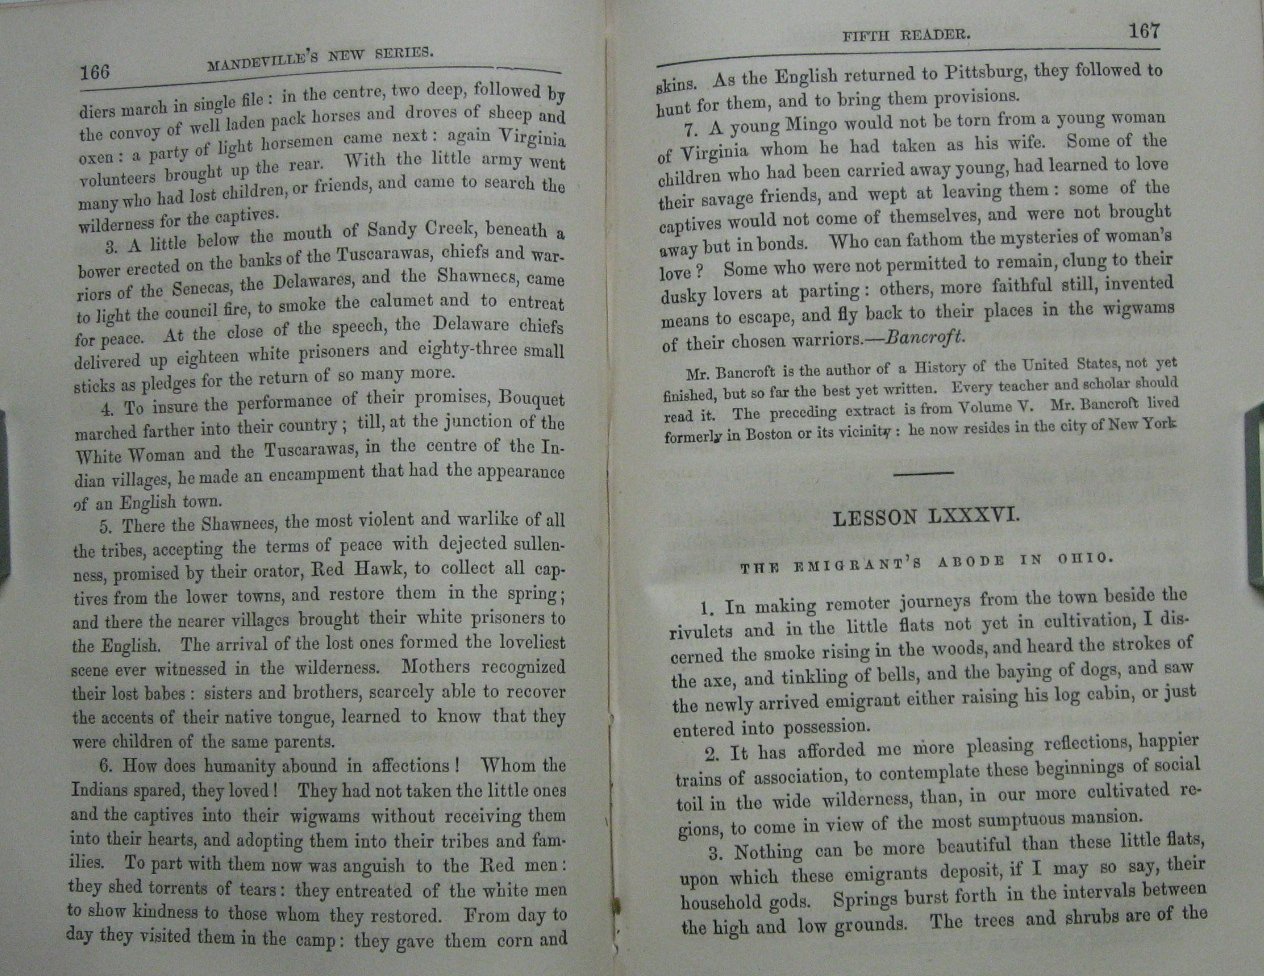 166
MANDEVILLE'S NEW SERIES.
diers march in single file: in the centre, two deep, followed by
the convoy of well laden pack horses and droves of sheep and
oxen: a party of light horsemen came next: again Virginia
volunteers brought up the rear. With the little army went
many who had lost children, or friends, and came to search the
wilderness for the captives.
3. A little below the mouth of Sandy Creek, beneath a
bower erected on the banks of the Tuscarawas, chiefs and war-
riors of the Senecas, the Delawares, and the Shawnees, came
to light the council fire, to smoke the calumet and to entreat
for peace. At the close of the speech, the Delaware chiefs
delivered up eighteen white prisoners and eighty-three small
sticks as pledges for the return of so many more.
4. To insure the performance of their promises, Bouquet
marched farther into their country; till, at the junction of the
White Woman and the Tuscarawas, in the centre of the In-
dian villages, he made an encampment that had the appearance
of an English town.
5. There the Shawnees, the most violent and warlike of all
the tribes, accepting the terms of peace with dejected sullen-
ness, promised by their orator, Red Hawk, to collect all cap-
tives from the lower towns, and restore them in the spring;
and there the nearer villages brought their white prisoners to
the English. The arrival of the lost ones formed the loveliest
scene ever witnessed in the wilderness. Mothers recognized
their lost babes: sisters and brothers, scarcely able to recover
the accents of their native tongue, learned to know that they
were children of the same parents.
6. How does humanity abound in affections! Whom the
Indians spared, they loved! They had not taken the little ones
and the captives into their wigwams without receiving them
into their hearts, and adopting them into their tribes and fam-
ilies. To part with them now was anguish to the Red men:
they shed torrents of tears: they entreated of the white men
to show kindness to those whom they restored. From day to
day they visited them in the camp: they gave them corn and
FIFTH READER.
167
skins. As the English returned to Pittsburg, they followed to
hunt for them, and to bring them provisions.
7. A young Mingo would not be torn from a young woman
of Virginia whom he had taken as his wife. Some of the
children who had been carried away young, had learned to love
their savage friends, and wept at leaving them: some of the
captives would not come of themselves, and were not brought
away but in bonds. Who can fathom the mysteries of woman's
love? Some who were not permitted to remain, clung to their
dusky lovers at parting: others, more faithful still, invented
means to escape, and fly back to their places in the wigwams
of their chosen warriors.—Bancroft.
Mr. Bancroft is the author of a History of the United States, not yet
finished, but so far the best yet written. Every teacher and scholar should
read it. The preceding extract is from Volume V. Mr. Bancroft lived
formerly in Boston or its vicinity: he now resides in the city of New York
LESSON LXXXVI.
THE EMIGRANT'S ABODE IN OHIO.
1. In making remoter journeys from the town beside the
rivulets and in the little flats not yet in cultivation, I dis-
cerned the smoke rising in the woods, and heard the strokes of
the axe, and tinkling of bells, and the baying of dogs, and saw
the newly arrived emigrant either raising his log cabin, or just
entered into possession.
2. It has afforded me more pleasing reflections, happier
trains of association, to contemplate these beginnings of social
toil in the wide wilderness, than, in our more cultivated re-
gions, to come in view of the most sumptuous mansion.
3. Nothing can be more beautiful than these little flats,
upon which these emigrants deposit, if I may so say, their
household gods. Springs burst forth in the intervals between
the high and low grounds. The trees and shrubs are of the